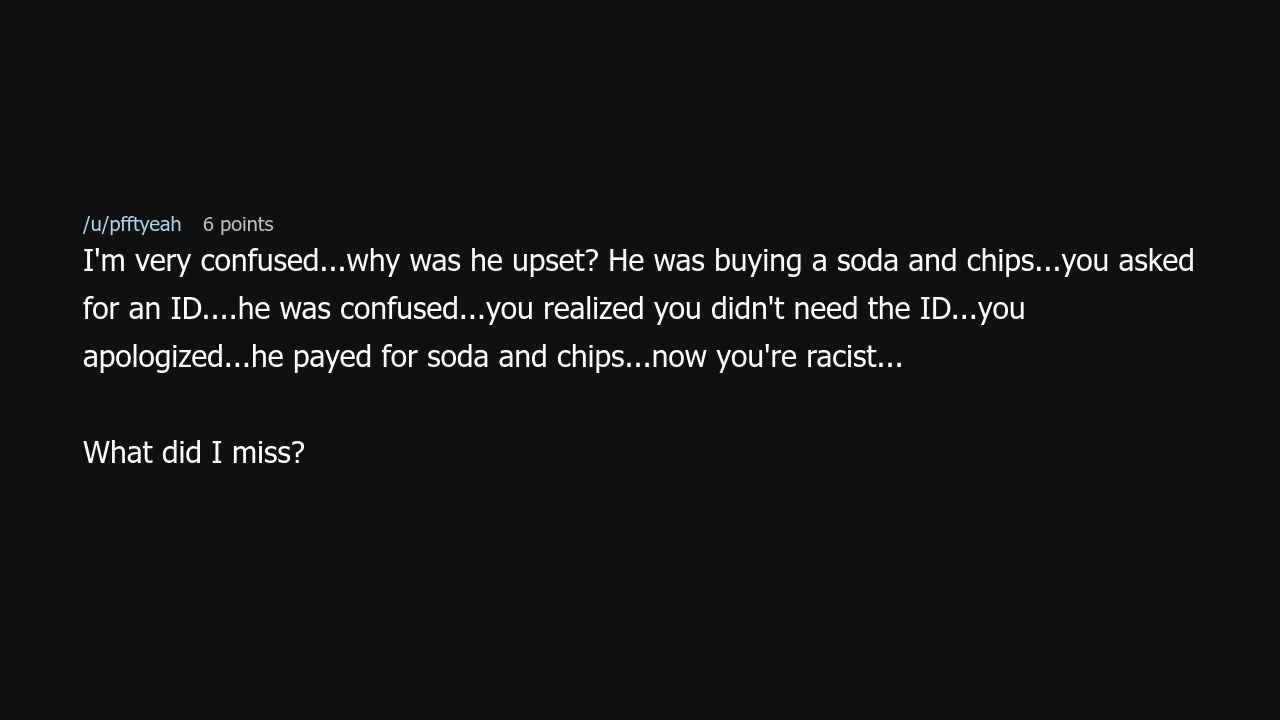 /u/pfftyeah 6 points
I'm very confused...why was he upset? He was buying a soda and chips...you asked
for an ID....he was confused...you realized you didn't need the ID...you
apologized...he payed for soda and chips...now you're racist...
What did I miss?